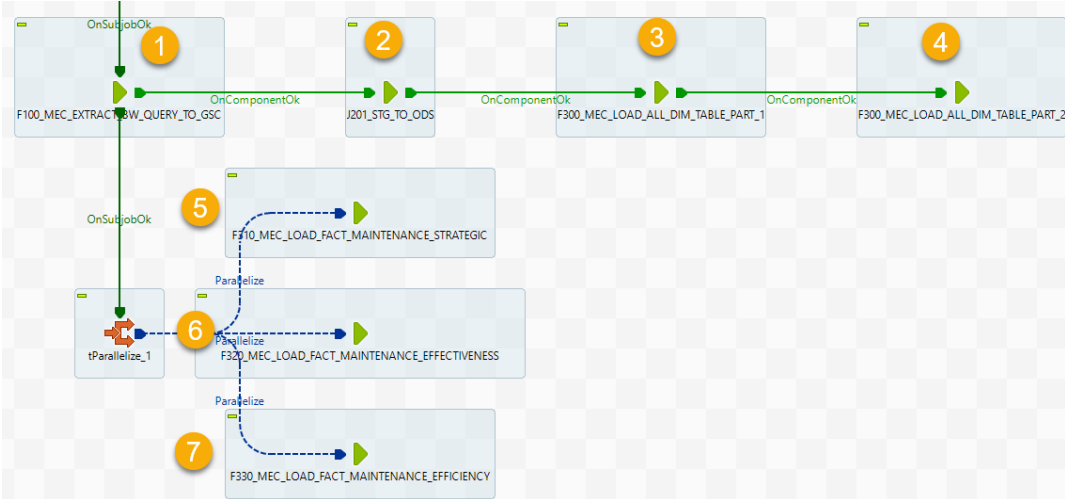 OnSubjobOk
1
2
3
4
OnComponentOk
OnComponentOk
OnComponentOk
F100_MEC_EXTRACT_BW_QUERY_TO_GSC
J201_STG_TO_ODS
F300_MEC_LOAD_ALL_DIM_TABLE_PART_1
F300_MEC_LOAD_ALL_DIM_TABLE_PART_2
OnSubjobOk
5
F310_MEC_LOAD_FACT_MAINTENANCE_STRATEGIC
Parallelize
6
Parallelize
tParallelize_1
F320_MEC_LOAD_FACT_MAINTENANCE_EFFECTIVENESS
Parallelize
7
F330_MEC_LOAD_FACT_MAINTENANCE_EFFICIENCY